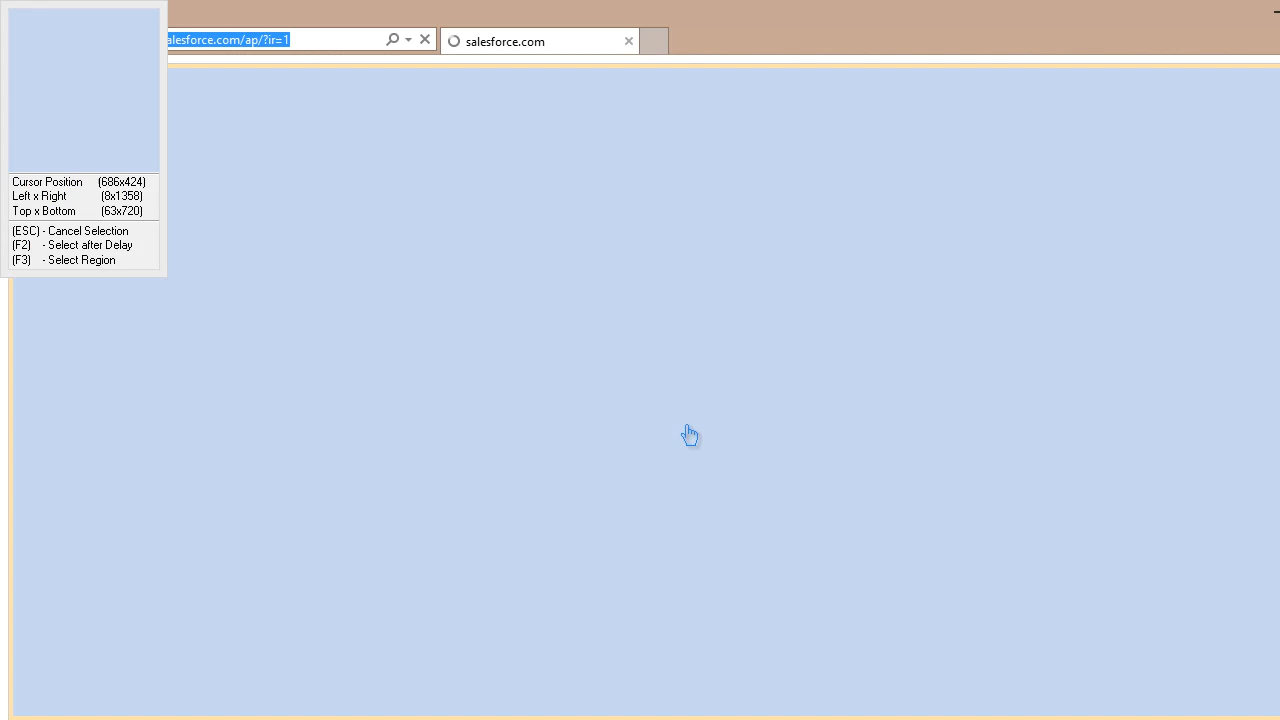 alesforce.com/ap/?ir=1
salesforce.com
Cursor Position (686x424)
Left x Right (8x1358)
Top x Bottom (63x720)
(ESC) - Cancel Selection
(F2) - Select after Delay
(F3) - Select Region